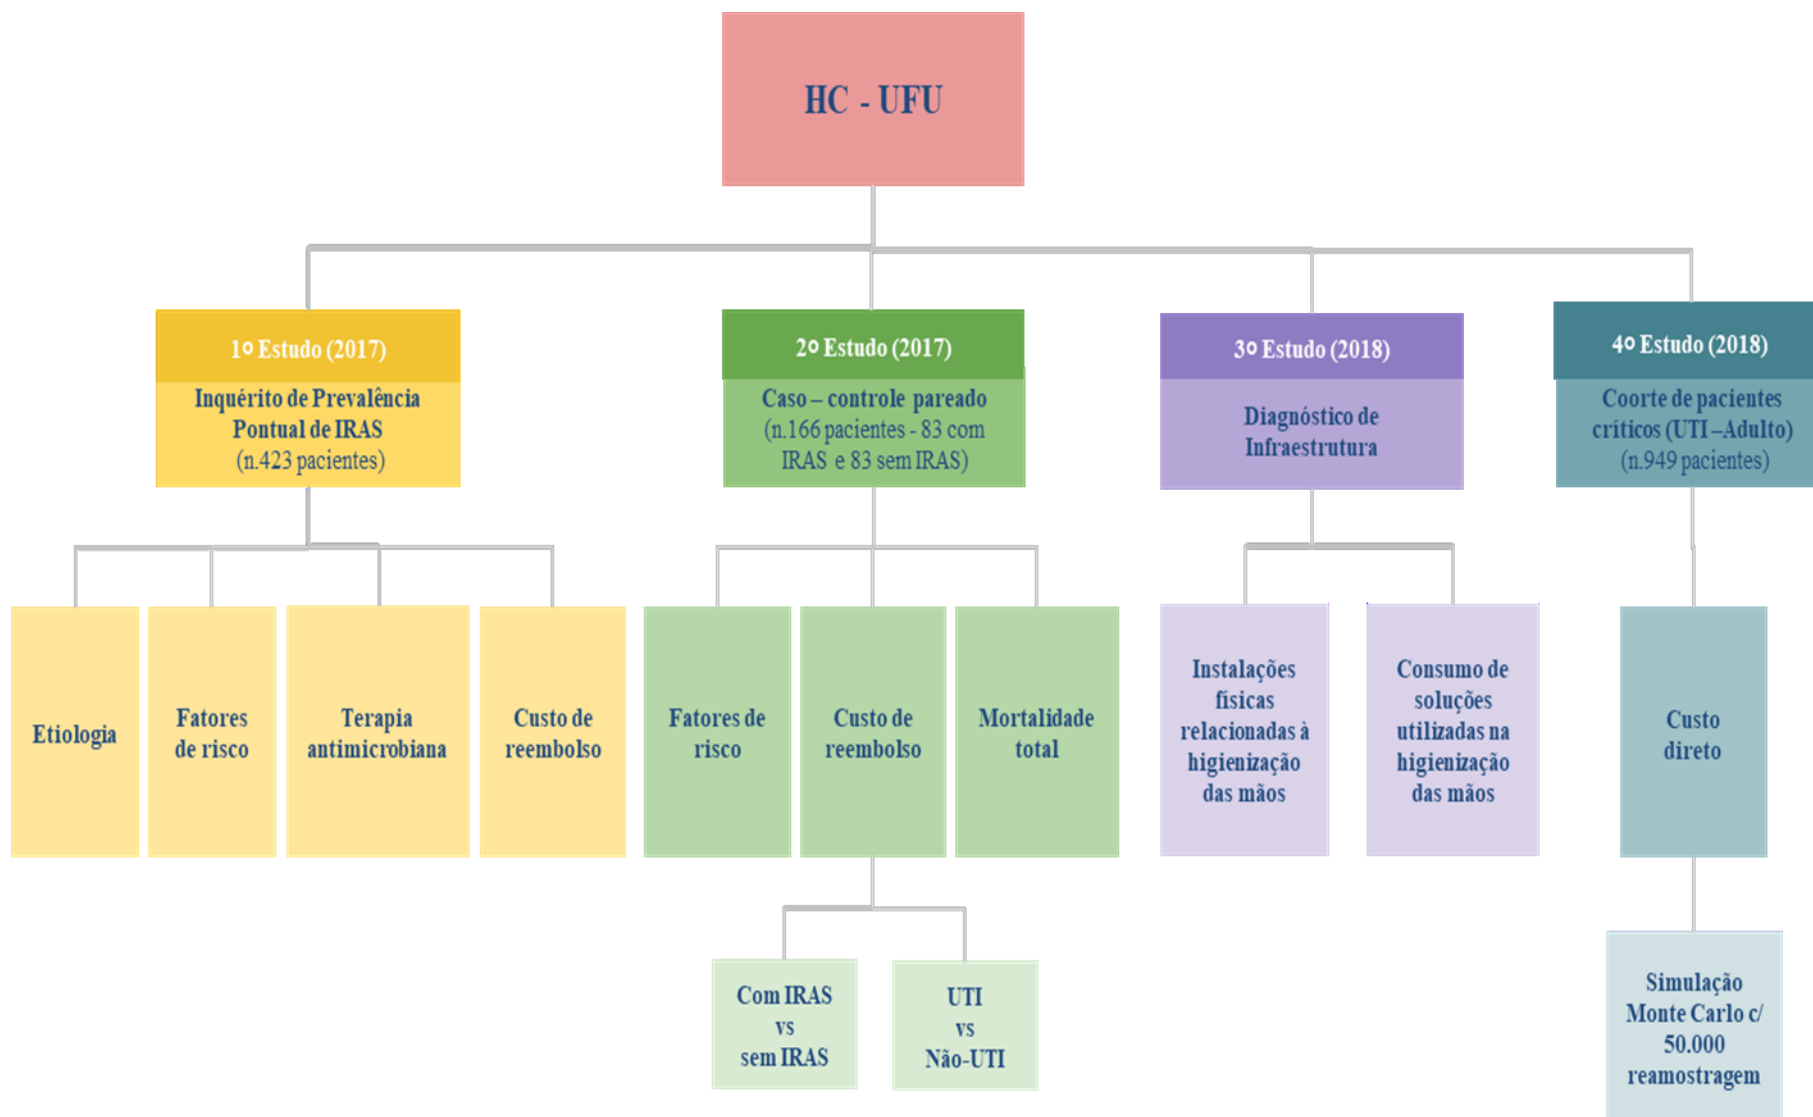 HC - UFU
1º Estudo (2017)
Inquérito de Prevalência
Pontual de IRAS
(n.423 pacientes)
2º Estudo (2017)
Caso – controle pareado
(n.166 pacientes - 83 com
IRAS e 83 sem IRAS)
3º Estudo (2018)
Diagnóstico de
Infraestrutura
4º Estudo (2018)
Coorte de pacientes
críticos (UTI –Adulto)
(n.949 pacientes)
Etiologia
Fatores
de risco
Terapia
antimicrobiana
Custo de
reembolso
Fatores de
risco
Custo de
reembolso
Mortalidade
total
Instalações
físicas
relacionadas à
higienização
das mãos
Consumo de
soluções
utilizadas na
higienização
das mãos
Custo
direto
Com IRAS
vs
sem IRAS
UTI
vs
Não-UTI
Simulação
Monte Carlo c/
50.000
reamostragem